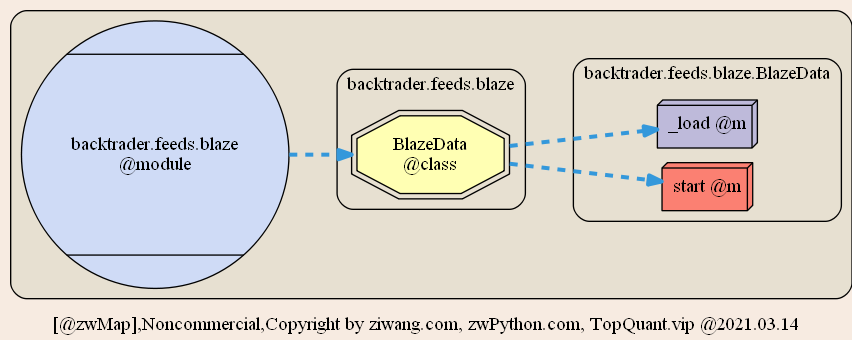 backtrader.feeds.blaze
@module
backtrader.feeds.blaze
BlazeData
@class
backtrader.feeds.blaze.BlazeData
_load @m
start @m
[@zwMap],Noncommercial,Copyright by ziwang.com, zwPython.com, TopQuant.vip @2021.03.14